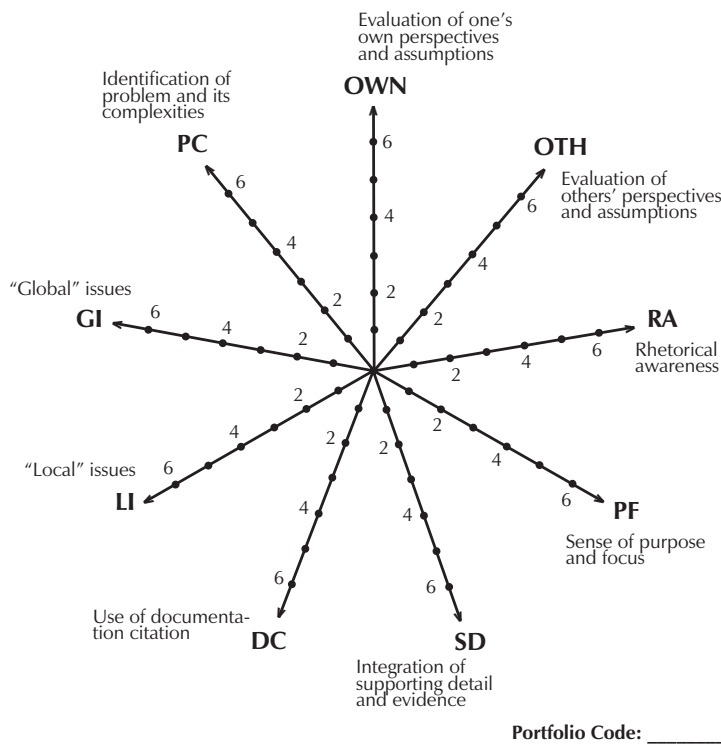 Evaluation of one's
own perspectives
and assumptions
OWN
Identification of
problem and its
complexities
PC
OTH
Evaluation of
others' perspectives
and assumptions
"Global" issues
GI
RA
Rhetorical
awareness
"Local" issues
LI
PF
Sense of purpose
and focus
Use of documenta-
tion citation
DC
SD
Integration of
supporting detail
and evidence
2
4
6
2
4
6
2
4
6
2
4
6
2
4
6
2
4
6
2
4
6
2
4
6
2
4
6
Portfolio Code: ________